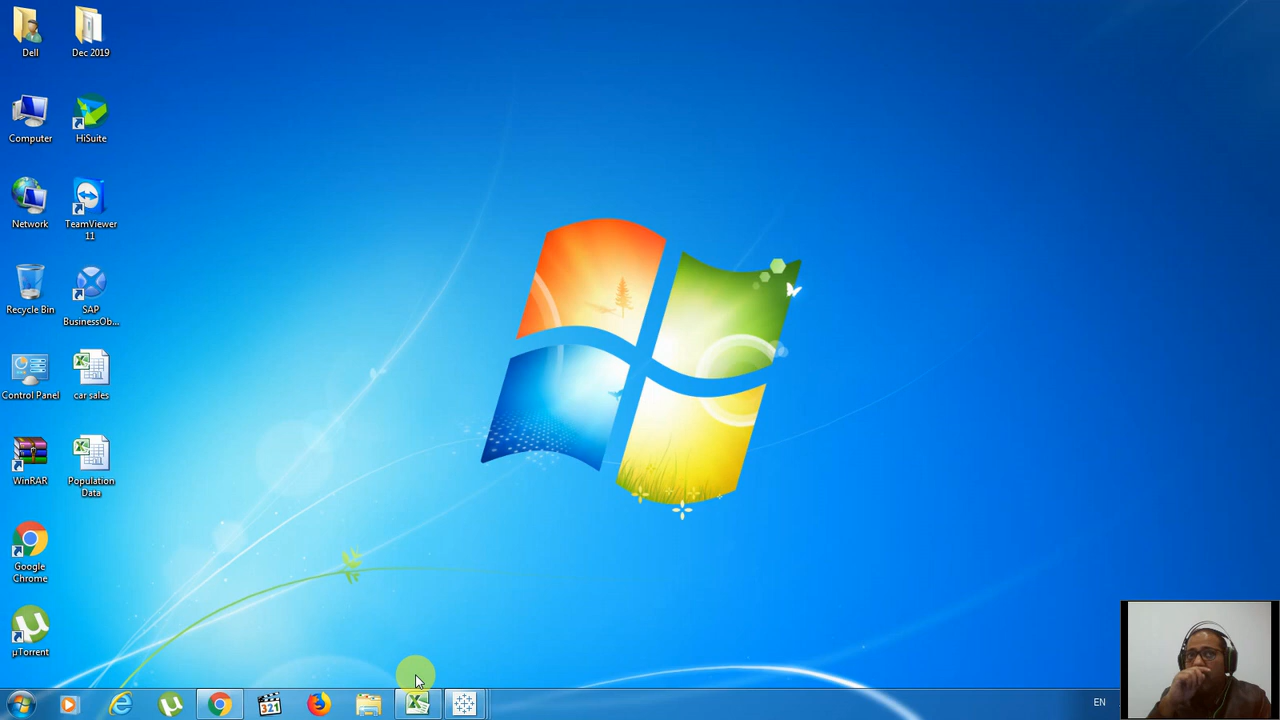 Dell
Dec 2019
Computer
HiSuite
Network
TeamViewer
11
Recycle Bin
SAP
BusinessOb...
Control Panel
car sales
WinRAR
Population
Data
Google
Chrome
µTorrent
321
EN